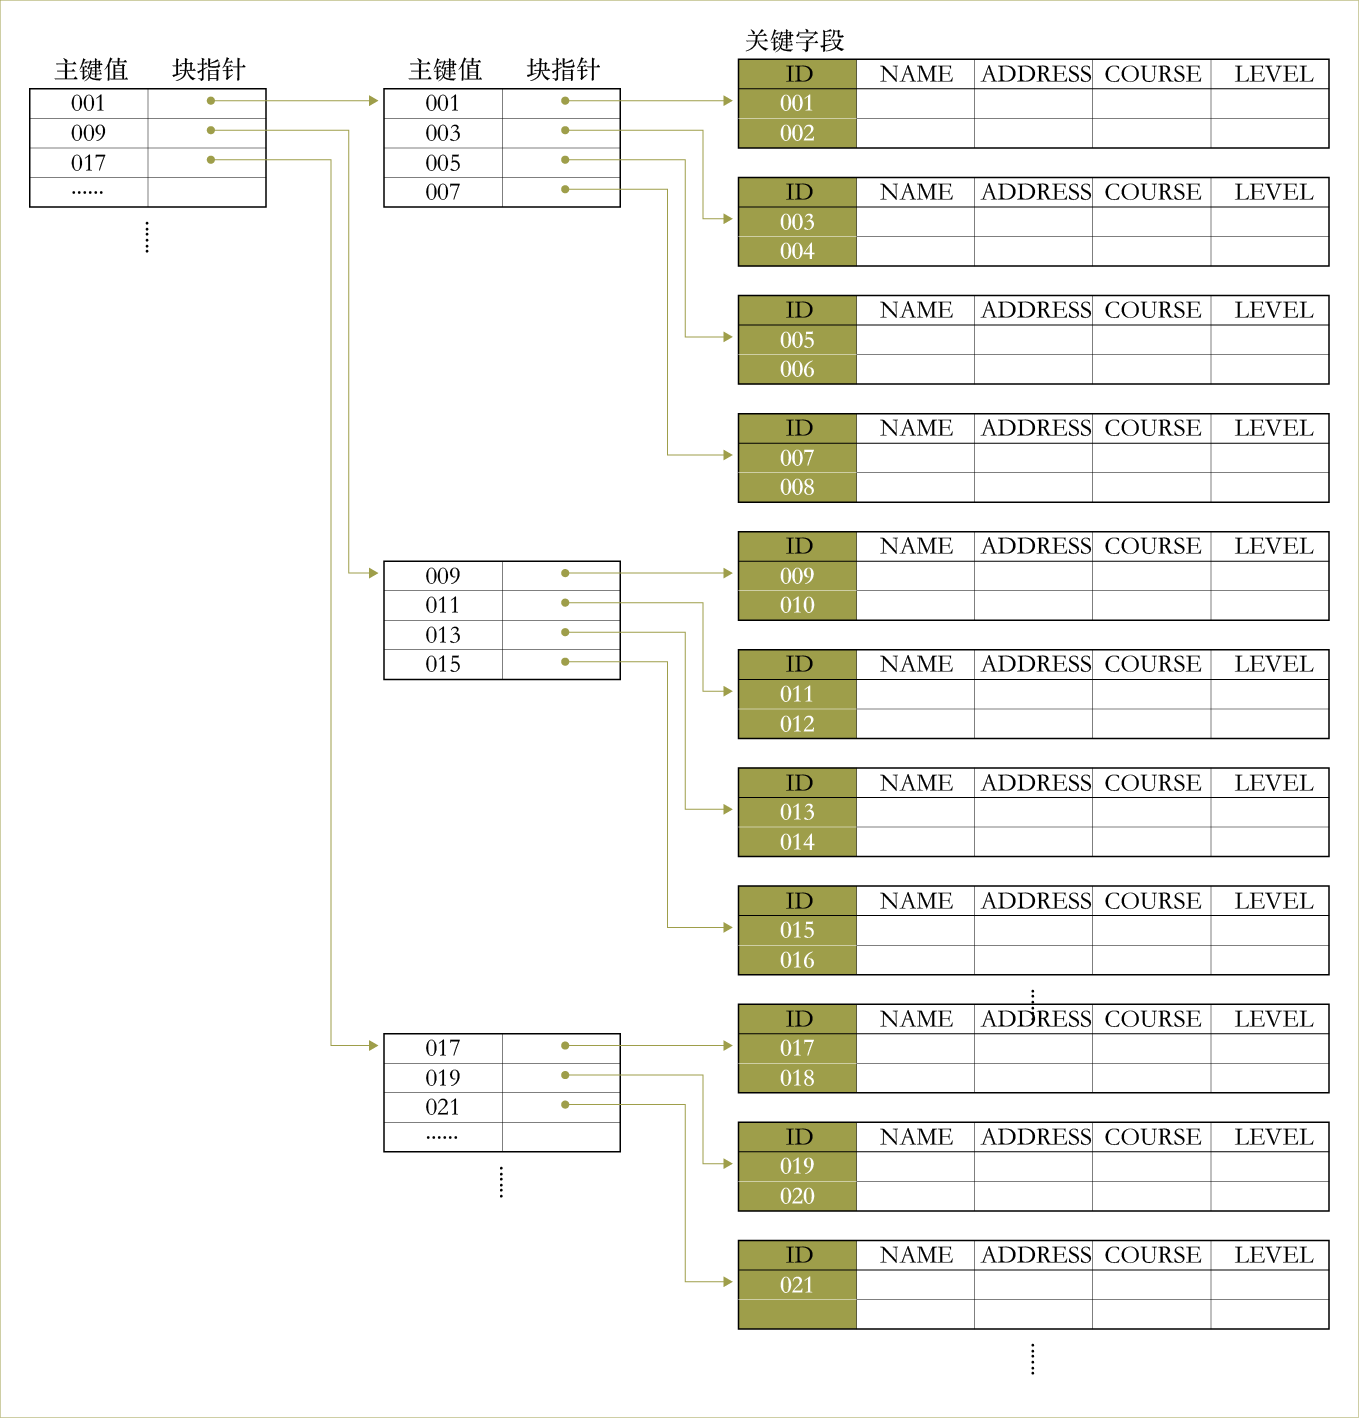 主键值 块指针
001
009
017
······
主键值 块指针
001
003
005
007
009
011
013
015
017
019
021
······
关键字段
ID NAME ADDRESS COURSE LEVEL
001
002
ID NAME ADDRESS COURSE LEVEL
003
004
ID NAME ADDRESS COURSE LEVEL
005
006
ID NAME ADDRESS COURSE LEVEL
007
008
ID NAME ADDRESS COURSE LEVEL
009
010
ID NAME ADDRESS COURSE LEVEL
011
012
ID NAME ADDRESS COURSE LEVEL
013
014
ID NAME ADDRESS COURSE LEVEL
015
016
ID NAME ADDRESS COURSE LEVEL
017
018
ID NAME ADDRESS COURSE LEVEL
019
020
ID NAME ADDRESS COURSE LEVEL
021